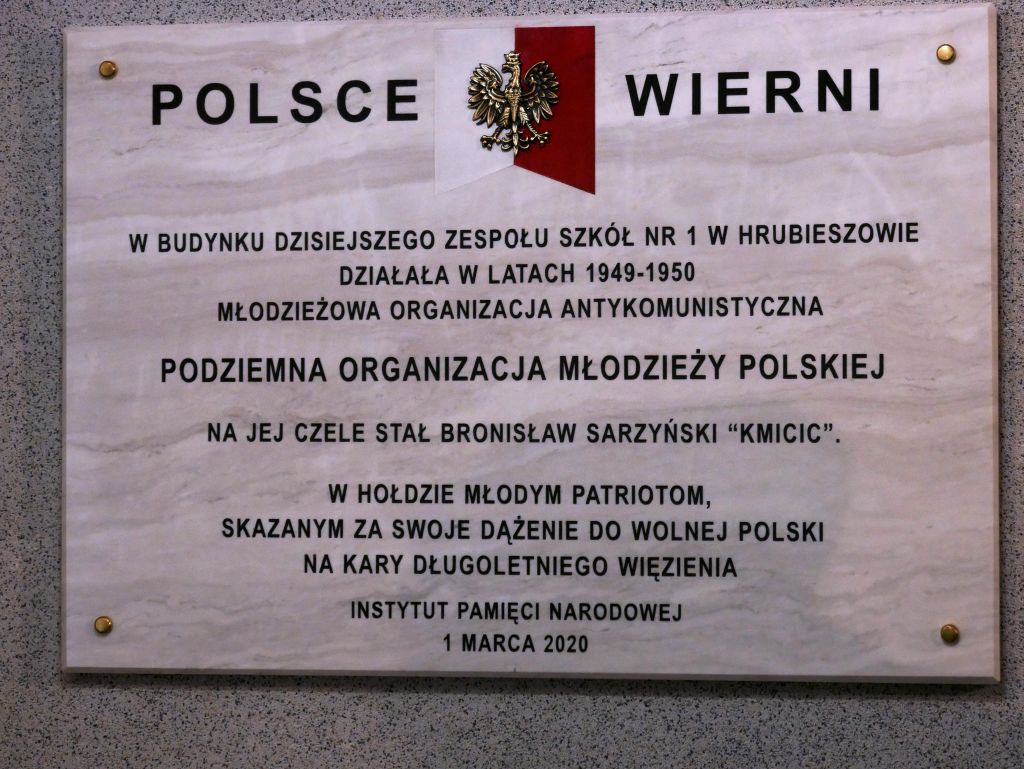 POLSCE WIERNI
W BUDYNKU DZISIEJSZEGO ZESPOŁU SZKÓŁ NR 1 W HRUBIESZOWIE
DZIAŁAŁA W LATACH 1949-1950
MŁODZIEŻOWA ORGANIZACJA ANTYKOMUNISTYCZNA
PODZIEMNA ORGANIZACJA MŁODZIEŻY POLSKIEJ
NA JEJ CZELE STAŁ BRONISŁAW SARZYŃSKI “KMICIC”.
W HOŁDZIE MŁODYM PATRIOTOM,
SKAZANYM ZA SWOJE DĄŻENIE DO WOLNEJ POLSKI
NA KARY DŁUGOLETNIEGO WIĘZIENIA
INSTYTUT PAMIĘCI NARODOWEJ
1 MARCA 2020